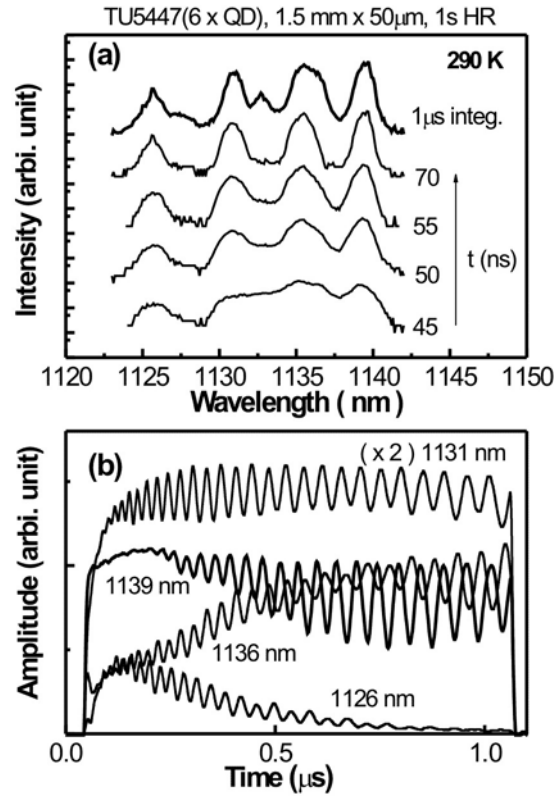 TU5447(6 x QD), 1.5 mm x 50μm, 1s HR
(a)
290 K
1μs integ.
70
55
50
45
t (ns)
Intensity (arbi. unit)
1120 1125 1130 1135 1140 1145 1150
Wavelength ( nm )
(b)
( x 2 ) 1131 nm
1139 nm
1136 nm
1126 nm
Amplitude (arbi. unit)
0.0 0.5 1.0
Time (μs)